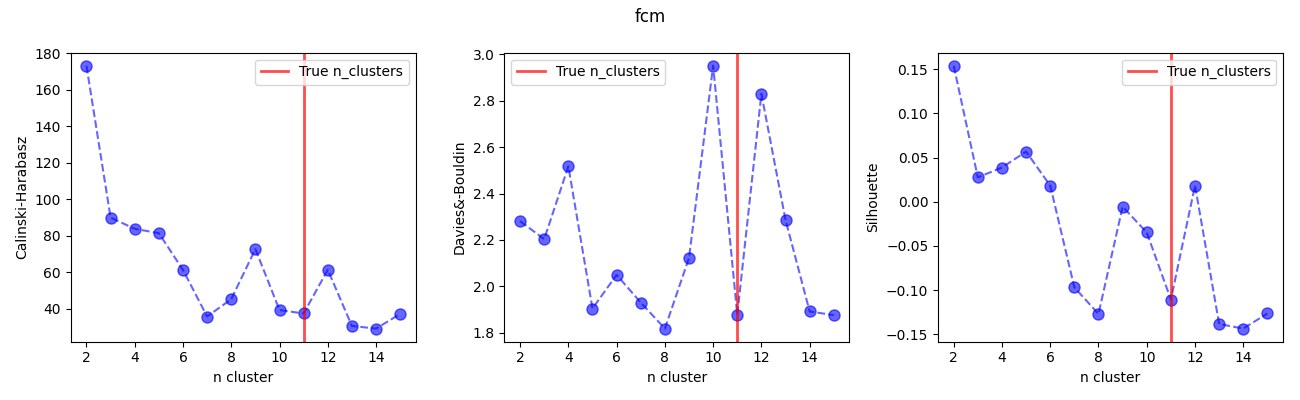 fcm
Calinski-Harabasz
180
160
140
120
100
80
60
40
2 4 6 8 10 12 14
n cluster
True n_clusters
Davies&-Bouldin
3.0
2.8
2.6
2.4
2.2
2.0
1.8
2 4 6 8 10 12 14
n cluster
True n_clusters
Silhouette
0.15
0.10
0.05
0.00
−0.05
−0.10
−0.15
2 4 6 8 10 12 14
n cluster
True n_clusters